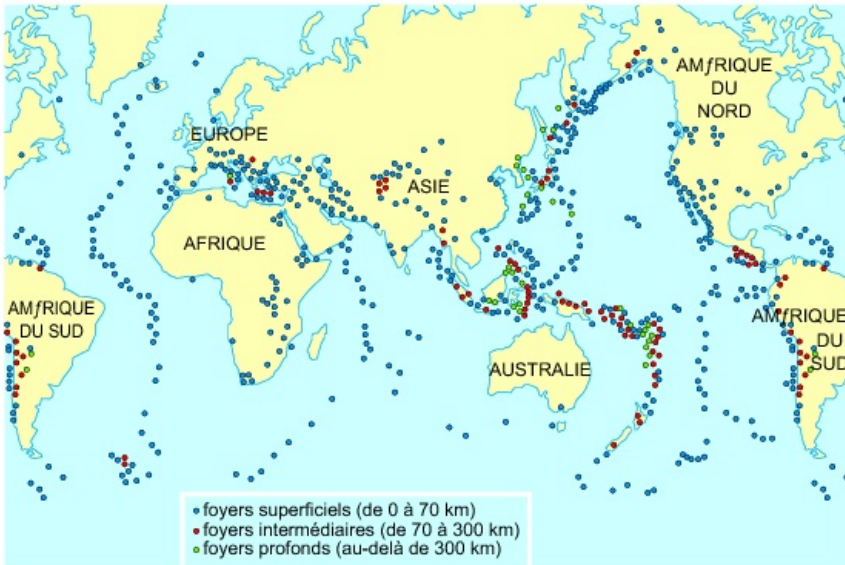 AMƒRIQUE
DU
NORD
EUROPE
ASIE
AFRIQUE
AMƒRIQUE
DU SUD
AMƒRIQUE
DU
SUD
AUSTRALIE
foyers superficiels (de 0 à 70 km)
foyers intermédiaires (de 70 à 300 km)
foyers profonds (au-delà de 300 km)